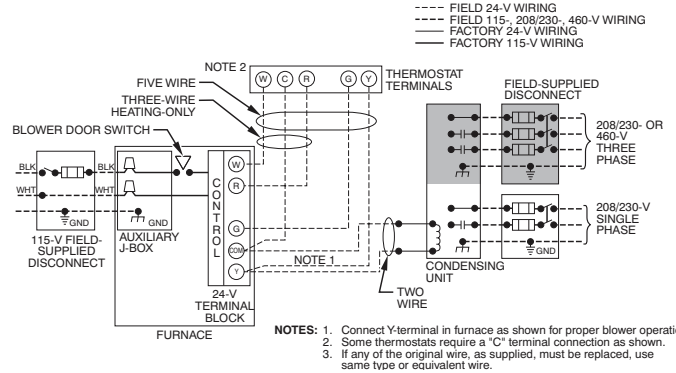 FIELD 24-V WIRING
FIELD 115-, 208/230-, 460-V WIRING
FACTORY 24-V WIRING
FACTORY 115-V WIRING
NOTE 2
W C R G Y
THERMOSTAT
TERMINALS
FIVE WIRE
THREE-WIRE
HEATING-ONLY
BLOWER DOOR SWITCH
FIELD-SUPPLIED
DISCONNECT
208/230- OR
460-V
THREE
PHASE
BLK
BLK
WHT
WHT
GND
GND
115-V FIELD-
SUPPLIED
DISCONNECT
AUXILIARY
J-BOX
CONTROL
W
R
G
COM
Y
24-V
TERMINAL
BLOCK
FURNACE
NOTE 1
TWO
WIRE
CONDENSING
UNIT
GND
208/230-V
SINGLE
PHASE
NOTES: 1. Connect Y-terminal in furnace as shown for proper blower operati
2. Some thermostats require a "C" terminal connection as shown.
3. If any of the original wire, as supplied, must be replaced, use
same type or equivalent wire.